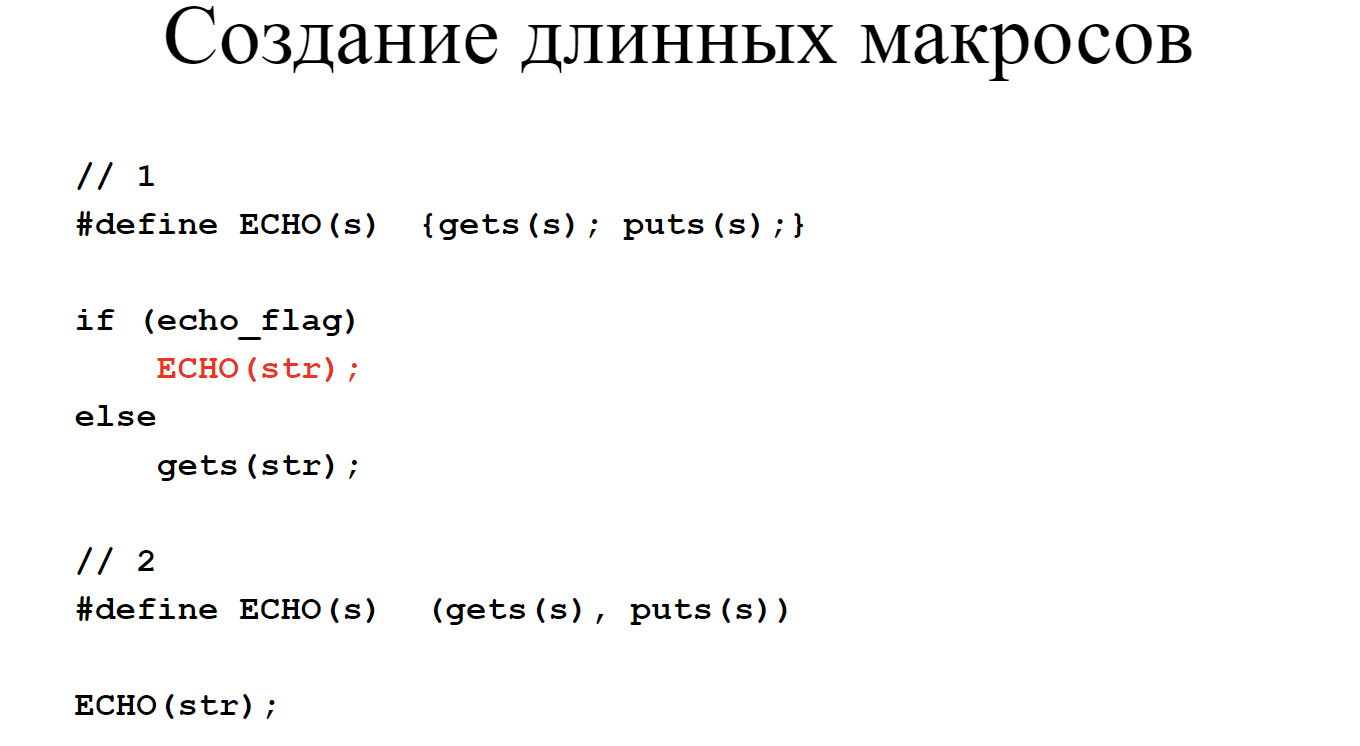 Создание длинных макросов
// 1
#define ECHO(s)  {gets(s); puts(s);}
if (echo_flag)
    ECHO(str);
else
    gets(str);
// 2
#define ECHO(s)  (gets(s), puts(s))
ECHO(str);